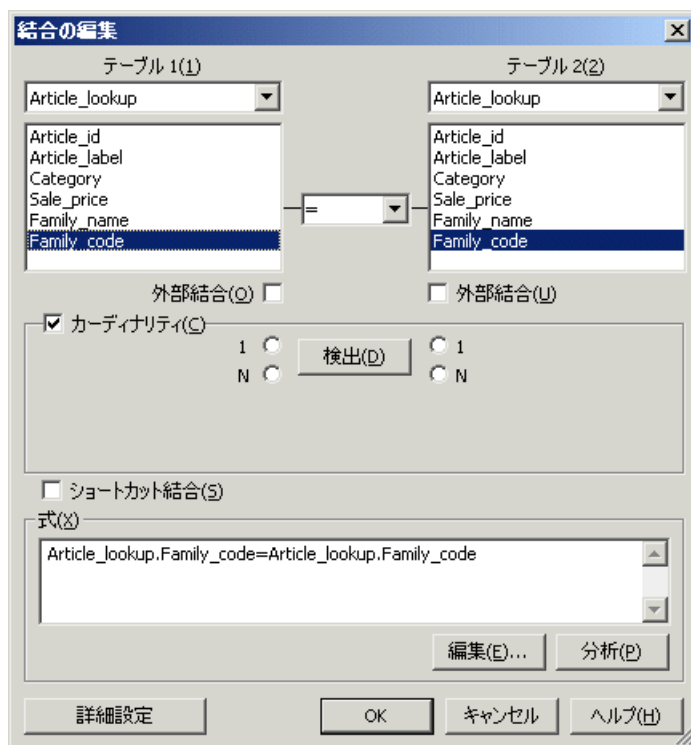 結合の編集
テーブル 1(1) テーブル 2(2)
Article_lookup Article_lookup
Article_id Article_id
Article_label Article_label
Category Category
Sale_price Sale_price
Family_name = Family_name
Family_code Family_code
外部結合(O) 外部結合(U)
カーディナリティ(C)
1 検出(D) 1
N N
ショートカット結合(S)
式(X)
Article_lookup.Family_code=Article_lookup.Family_code
編集(E)... 分析(P)
詳細設定 OK キャンセル ヘルプ(H)